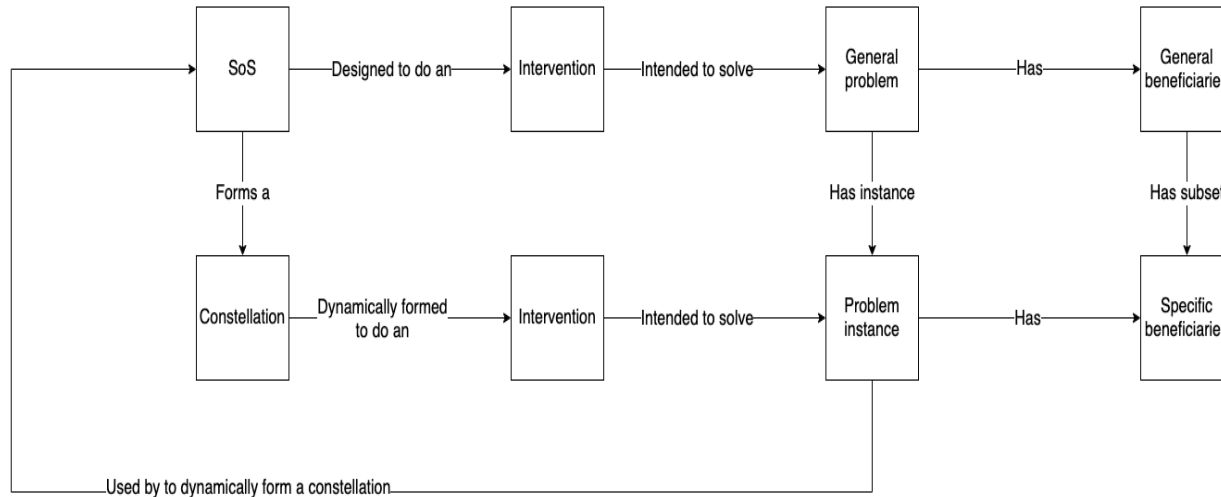 SoS
Designed to do an
Intervention
Intended to solve
General
problem
Has
General
beneficiarie
Forms a
Has instance
Has subset
Constellation
Dynamically formed
to do an
Intervention
Intended to solve
Problem
instance
Has
Specific
beneficiarie
Used by to dynamically form a constellation